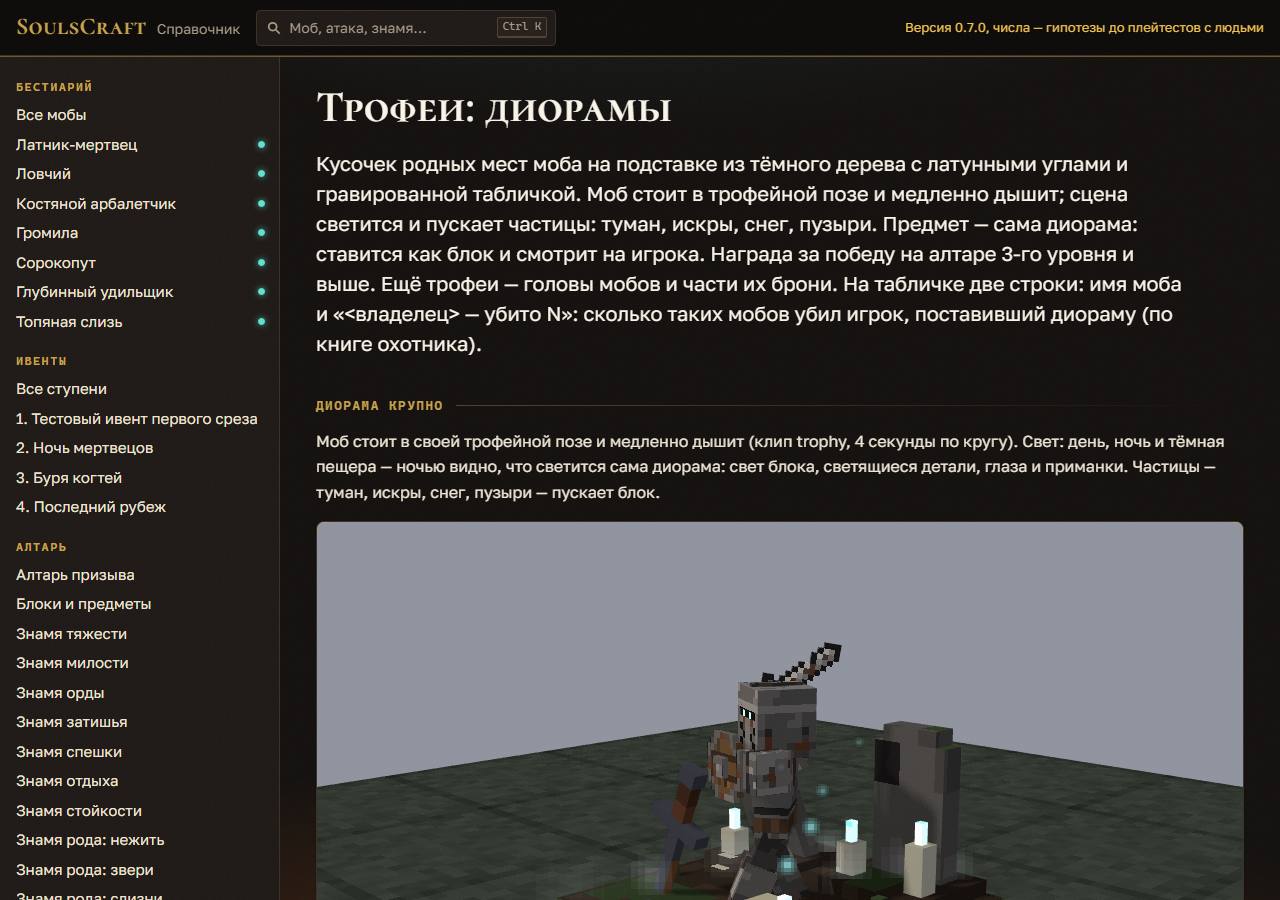 SoulsCraft Справочник
Моб, атака, знамя...
Ctrl K
Версия 0.7.0, числа — гипотезы до плейтестов с людьми
БЕСТИАРИЙ
Все мобы
Латник-мертвец
Ловчий
Костяной арбалетчик
Громила
Сорокопут
Глубинный удильщик
Топяная слизь
ИВЕНТЫ
Все ступени
1. Тестовый ивент первого среза
2. Ночь мертвецов
3. Буря когтей
4. Последний рубеж
АЛТАРЬ
Алтарь призыва
Блоки и предметы
Знамя тяжести
Знамя милости
Знамя орды
Знамя затишья
Знамя спешки
Знамя отдыха
Знамя стойкости
Знамя рода: нежить
Знамя рода: звери
Знамя рода: слизни
Трофеи: диорамы
Кусочек родных мест моба на подставке из тёмного дерева с латунными углами и
гравированной табличкой. Моб стоит в трофейной позе и медленно дышит; сцена
светится и пускает частицы: туман, искры, снег, пузыри. Предмет — сама диорама:
ставится как блок и смотрит на игрока. Награда за победу на алтаре 3-го уровня и
выше. Ещё трофеи — головы мобов и части их брони. На табличке две строки: имя моба
и «<владелец> — убито N»: сколько таких мобов убил игрок, поставивший диораму (по
книге охотника).
ДИОРАМА КРУПНО
Моб стоит в своей трофейной позе и медленно дышит (клип trophy, 4 секунды по кругу). Свет: день, ночь и тёмная
пещера — ночью видно, что светится сама диорама: свет блока, светящиеся детали, глаза и приманки. Частицы —
туман, искры, снег, пузыри — пускает блок.